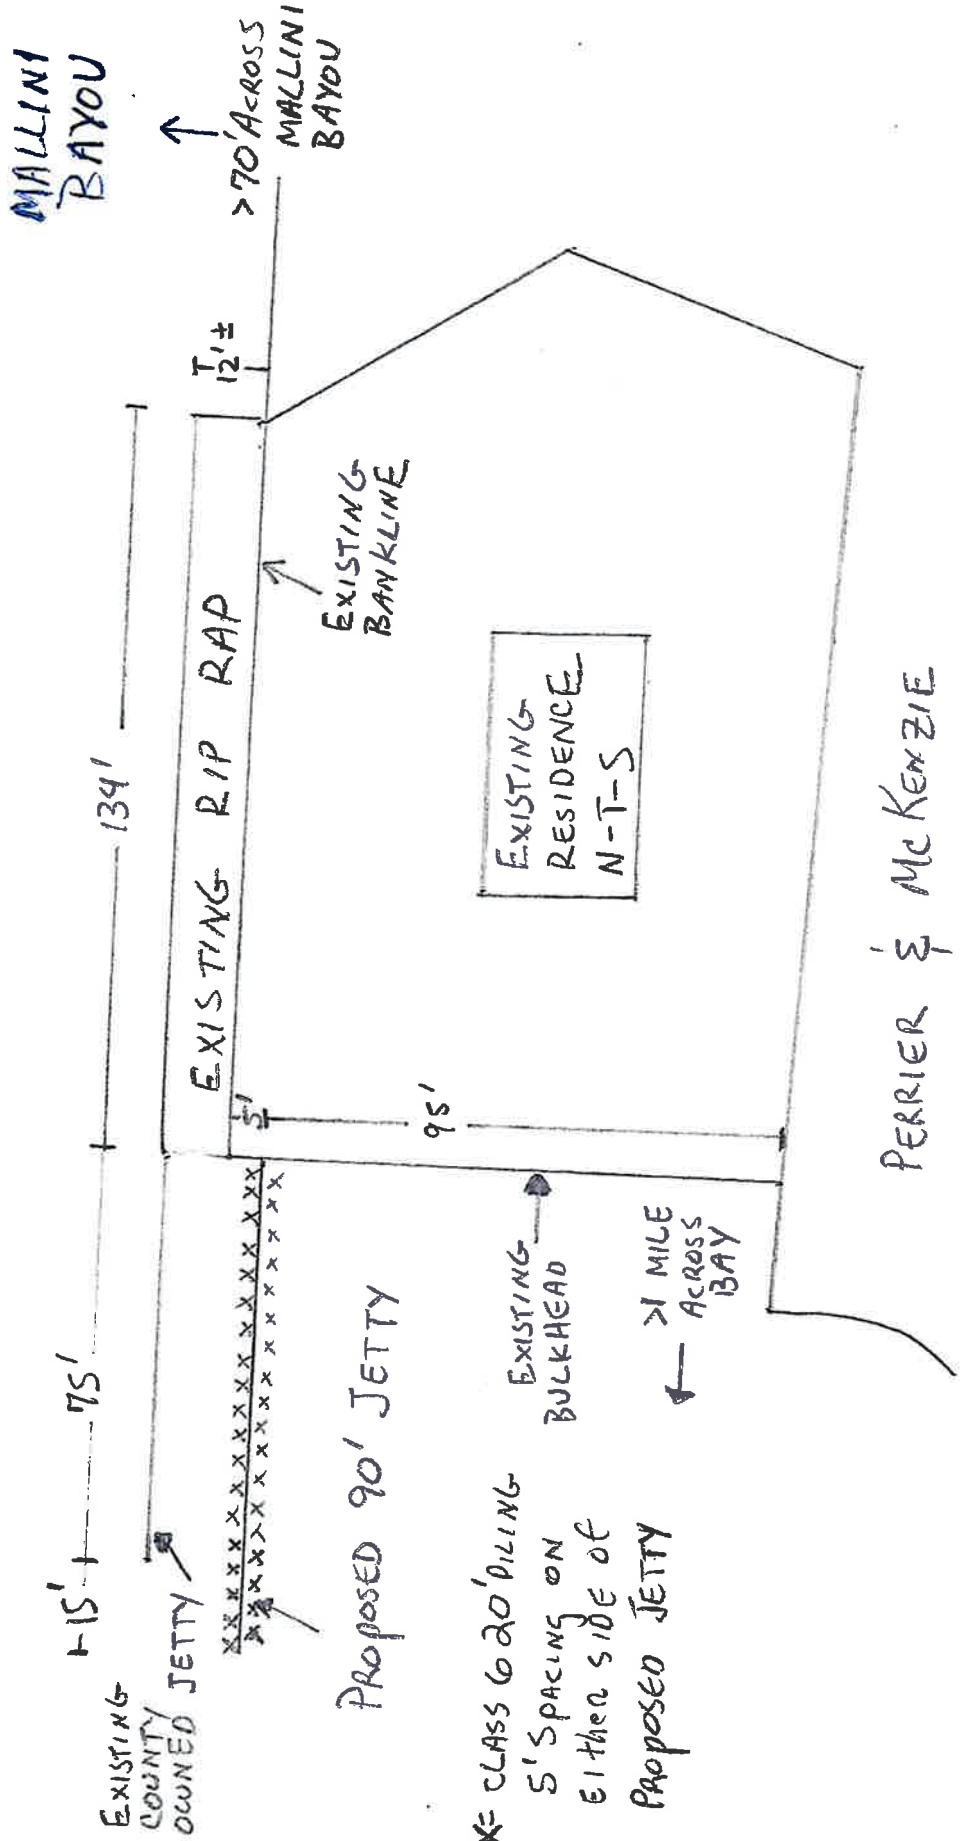 MALLINI
BAYOU
>70' ACROSS
MALLINI
BAYOU
12'±
134'
75'
15'
EXISTING RIP RAP
EXISTING
BANKLINE
5'
95'
EXISTING
RESIDENCE
N-T-S
EXISTING
COUNTY
OWNED JETTY
XXXXXXXXXXXXXXXXXX
XXXXXXXXXXXXXXXXXX
PROPOSED 90' JETTY
EXISTING
BULKHEAD
>1 MILE
ACROSS
BAY
X= CLASS 6 20' PILING
5' SPACING ON
EITHER SIDE OF
PROPOSED JETTY
PERRIER & McKENZIE